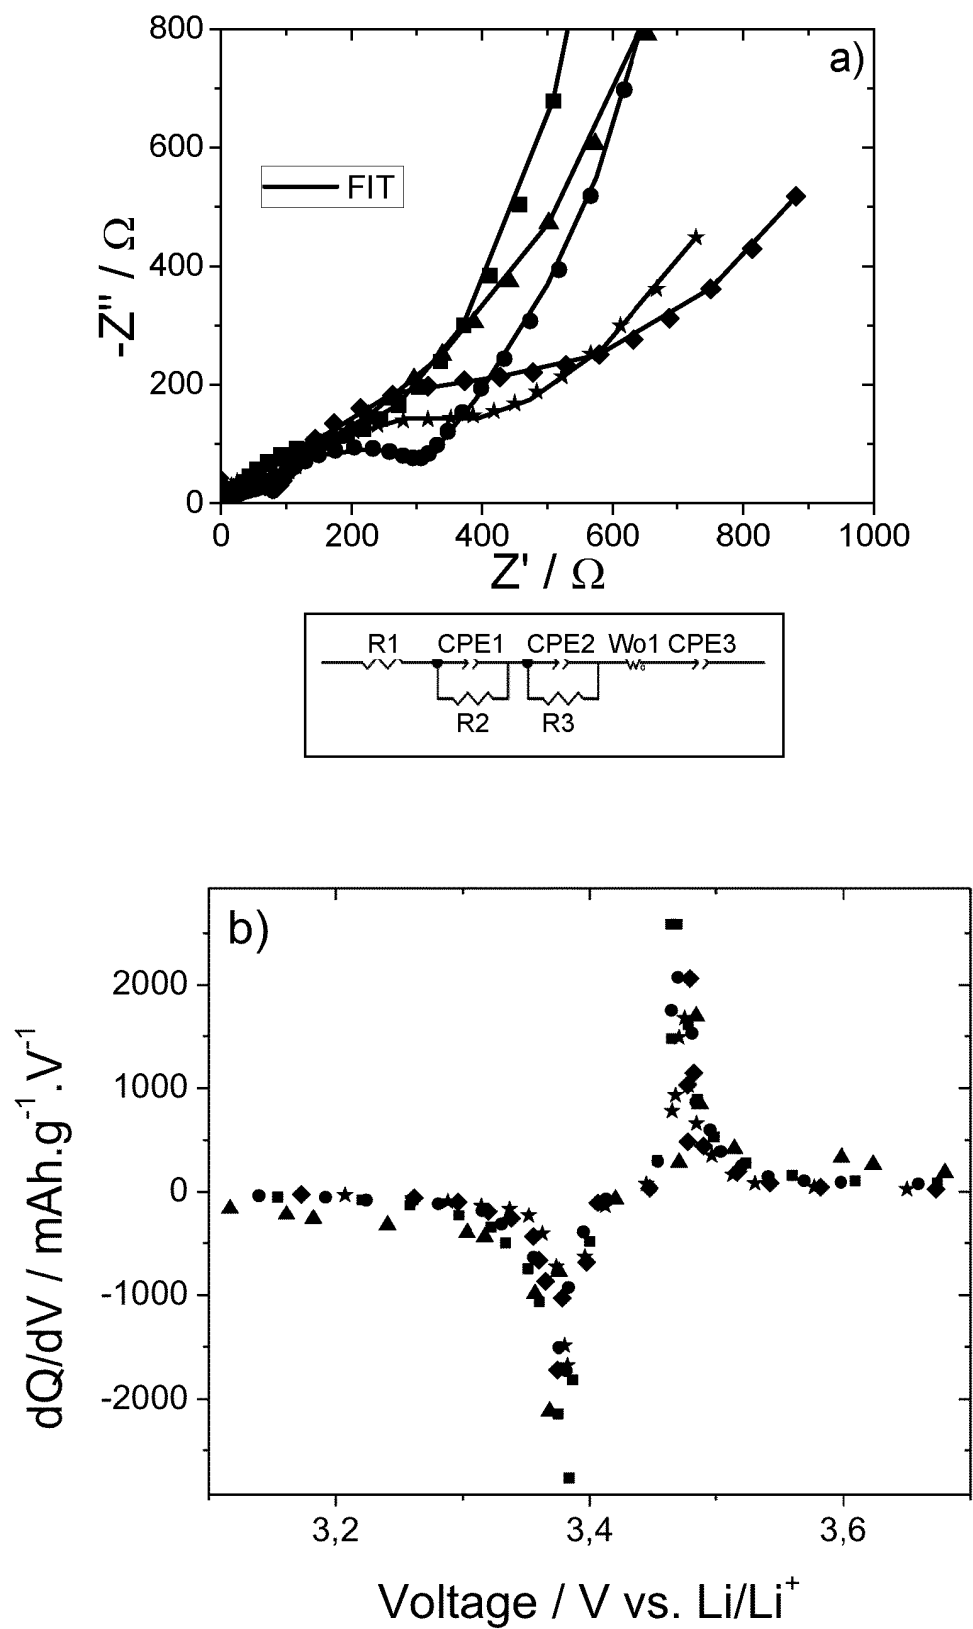 800
a)
600
FIT
400
200
0
-Z" / Ω
0 200 400 600 800 1000
Z' / Ω
R1 CPE1 CPE2 Wo1 CPE3
R2 R3
b)
2000
1000
0
-1000
-2000
dQ/dV / mAh.g⁻¹.V⁻¹
3,2 3,4 3,6
Voltage / V vs. Li/Li⁺